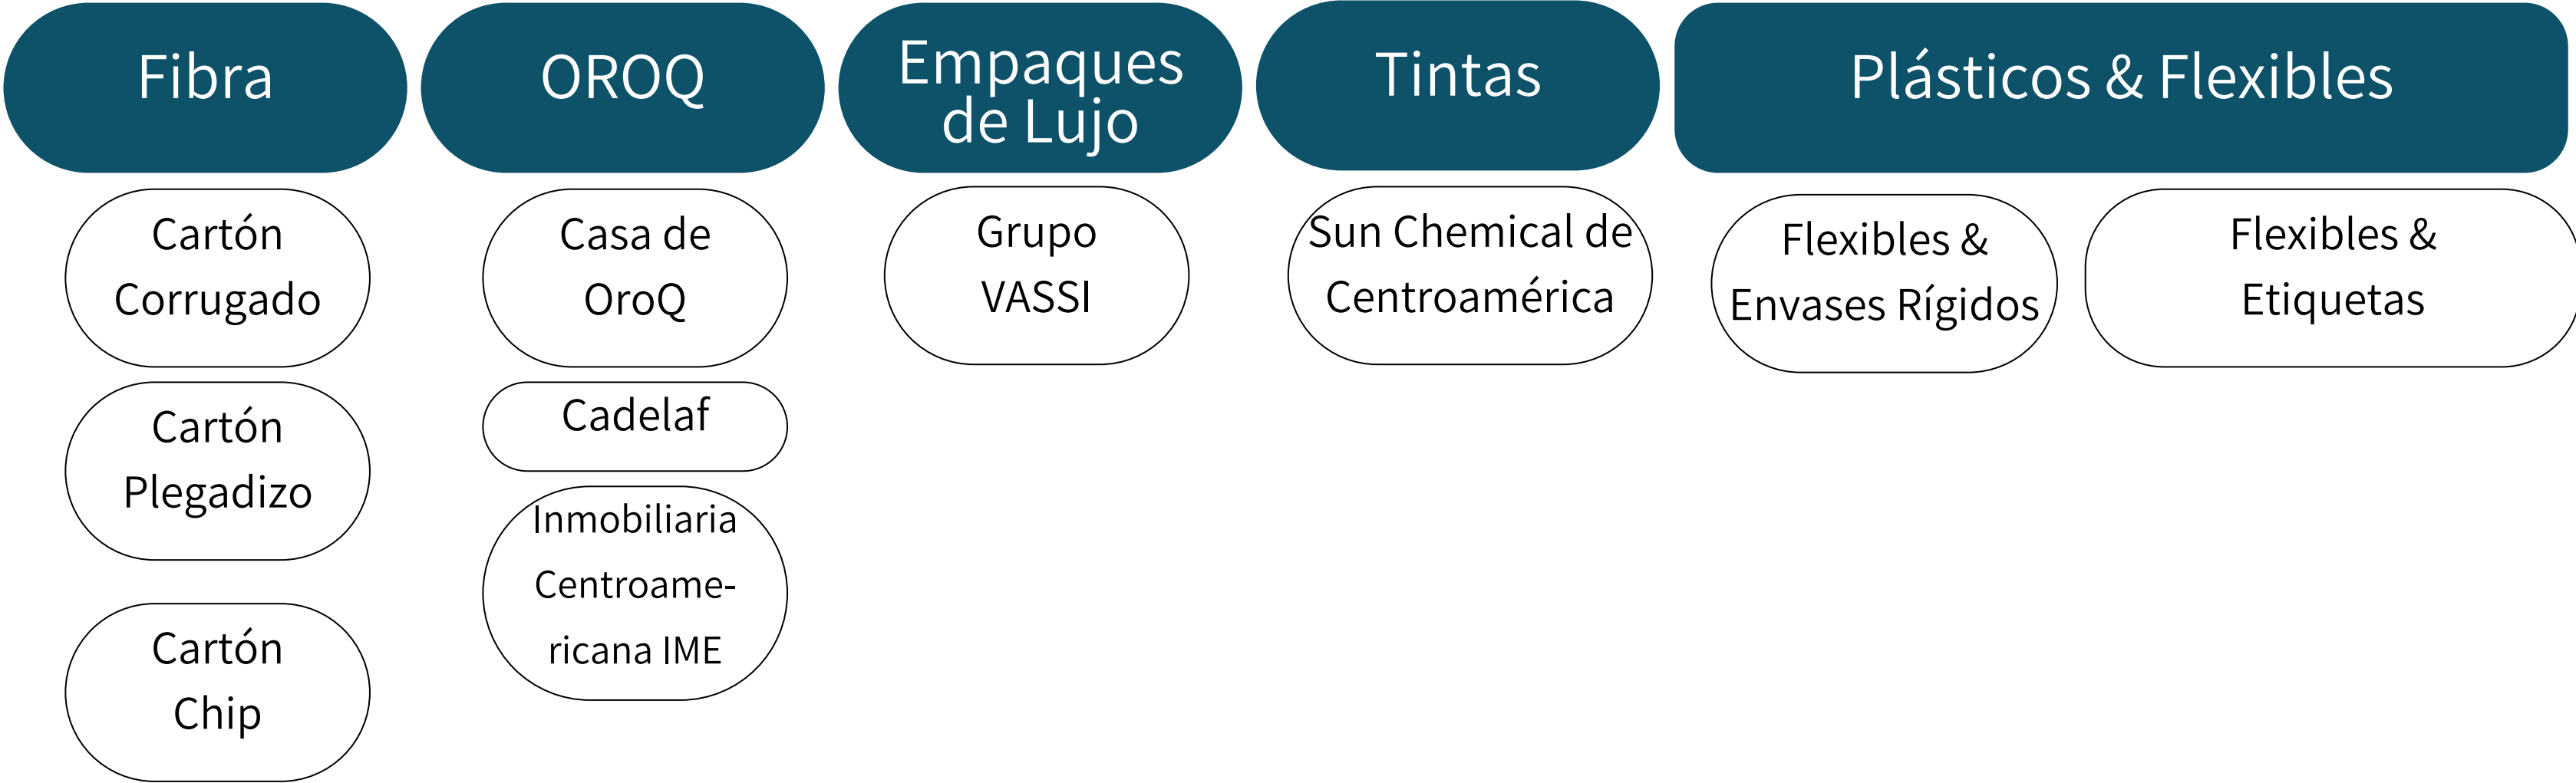 Fibra
Cartón
Corrugado
Cartón
Plegadizo
Cartón
Chip
OROQ
Casa de
OroQ
Cadelaf
Inmobiliaria
Centroame-
ricana IME
Empaques
de Lujo
Grupo
VASSI
Tintas
Sun Chemical de
Centroamérica
Plásticos & Flexibles
Flexibles &
Envases Rígidos
Flexibles &
Etiquetas